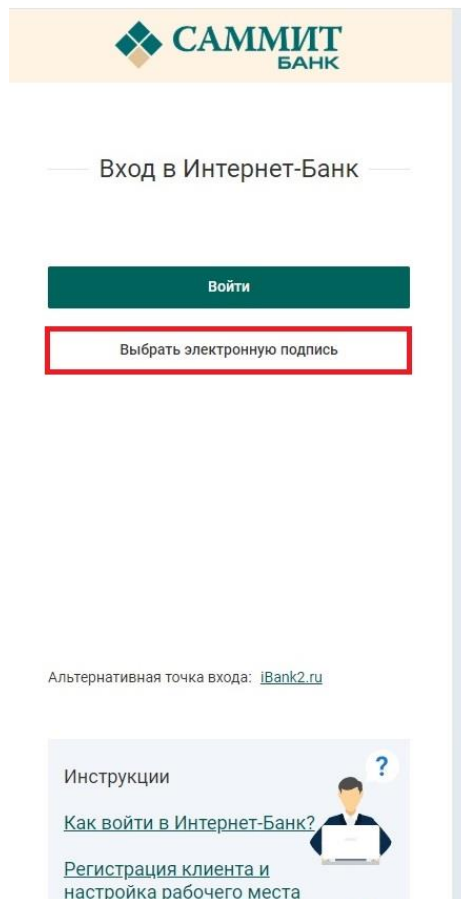 САММИТ
БАНК
Вход в Интернет-Банк
Войти
Выбрать электронную подпись
Альтернативная точка входа: iBank2.ru
?
Инструкции
Как войти в Интернет-Банк?
Регистрация клиента и
настройка рабочего места